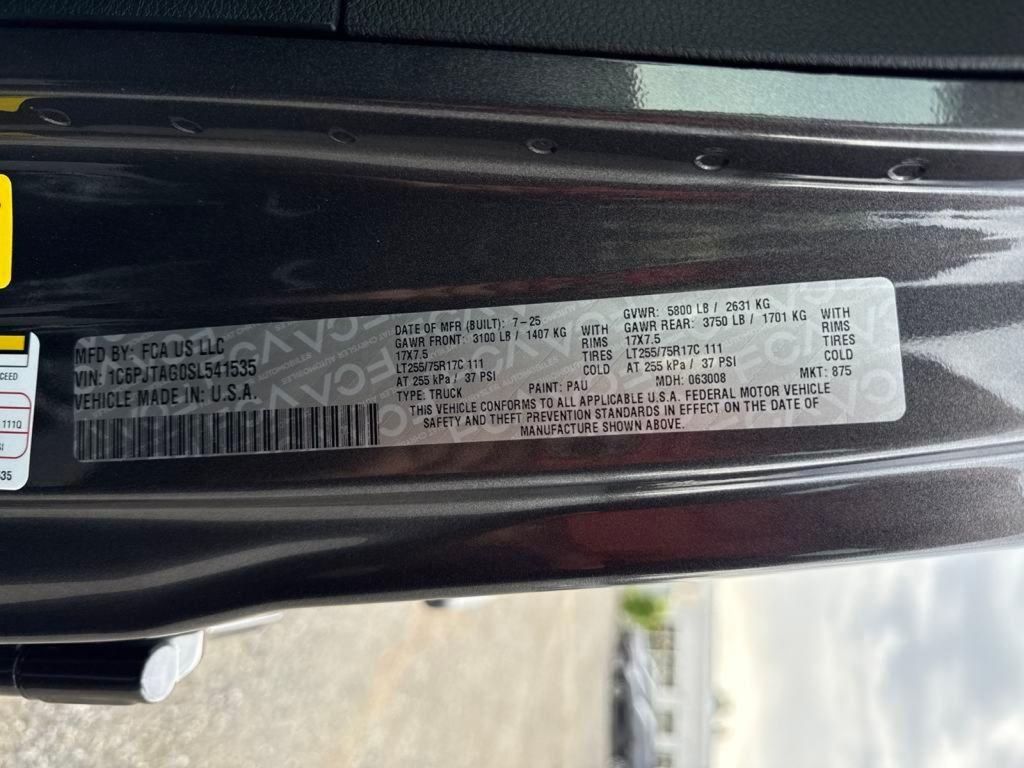 MFD BY: FCA US LLC
VIN: 1C6PJTAG0SL541535
VEHICLE MADE IN: U.S.A.
DATE OF MFR (BUILT): 7-25
GAWR FRONT: 3100 LB / 1407 KG WITH
17X7.5 RIMS
LT255/75R17C 111 TIRES
AT 255 kPa / 37 PSI COLD
TYPE: TRUCK
GVWR: 5800 LB / 2631 KG
GAWR REAR: 3750 LB / 1701 KG WITH
17X7.5 RIMS
LT255/75R17C 111 TIRES
AT 255 kPa / 37 PSI COLD
PAINT: PAU MDH: 063008 MKT: 875
THIS VEHICLE CONFORMS TO ALL APPLICABLE U.S.A. FEDERAL MOTOR VEHICLE
SAFETY AND THEFT PREVENTION STANDARDS IN EFFECT ON THE DATE OF
MANUFACTURE SHOWN ABOVE.
CEED
111Q
SI
535